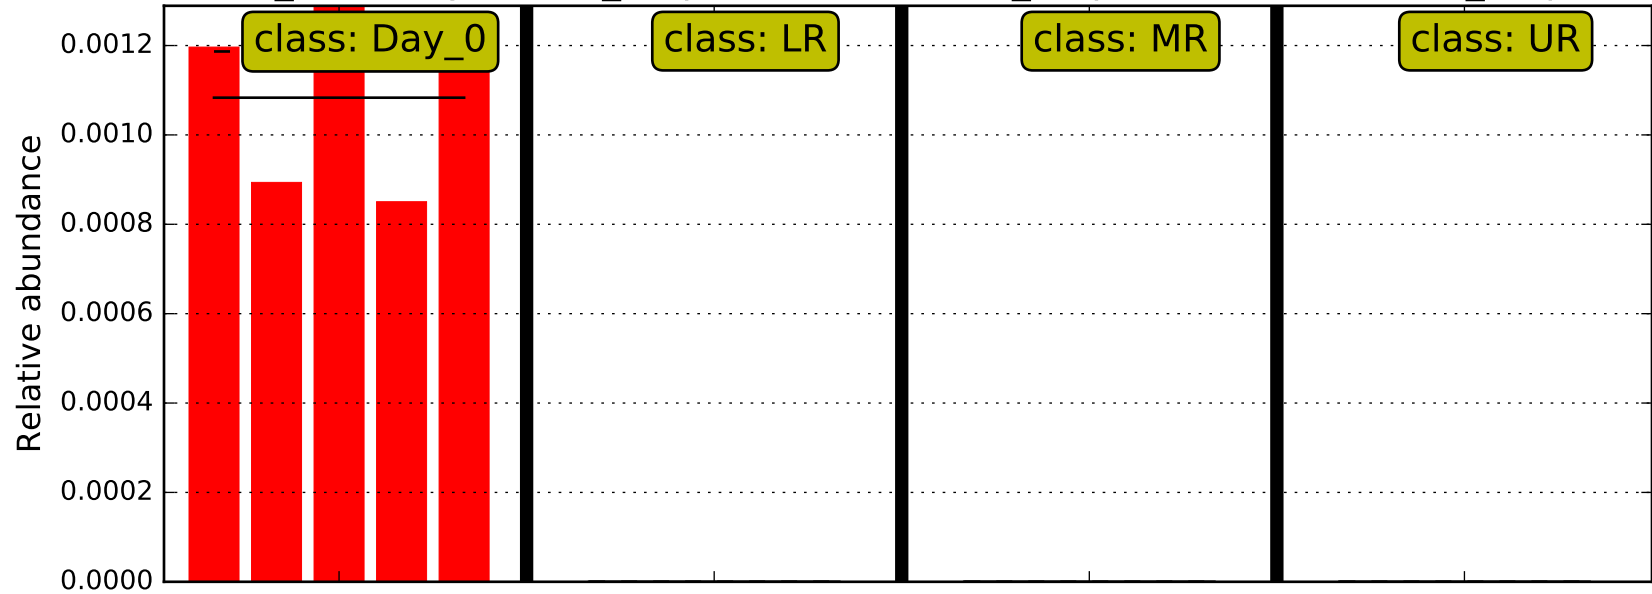 class: Day_0
class: LR
class: MR
class: UR
0.0012
0.0010
0.0008
0.0006
0.0004
0.0002
0.0000
Relative abundance